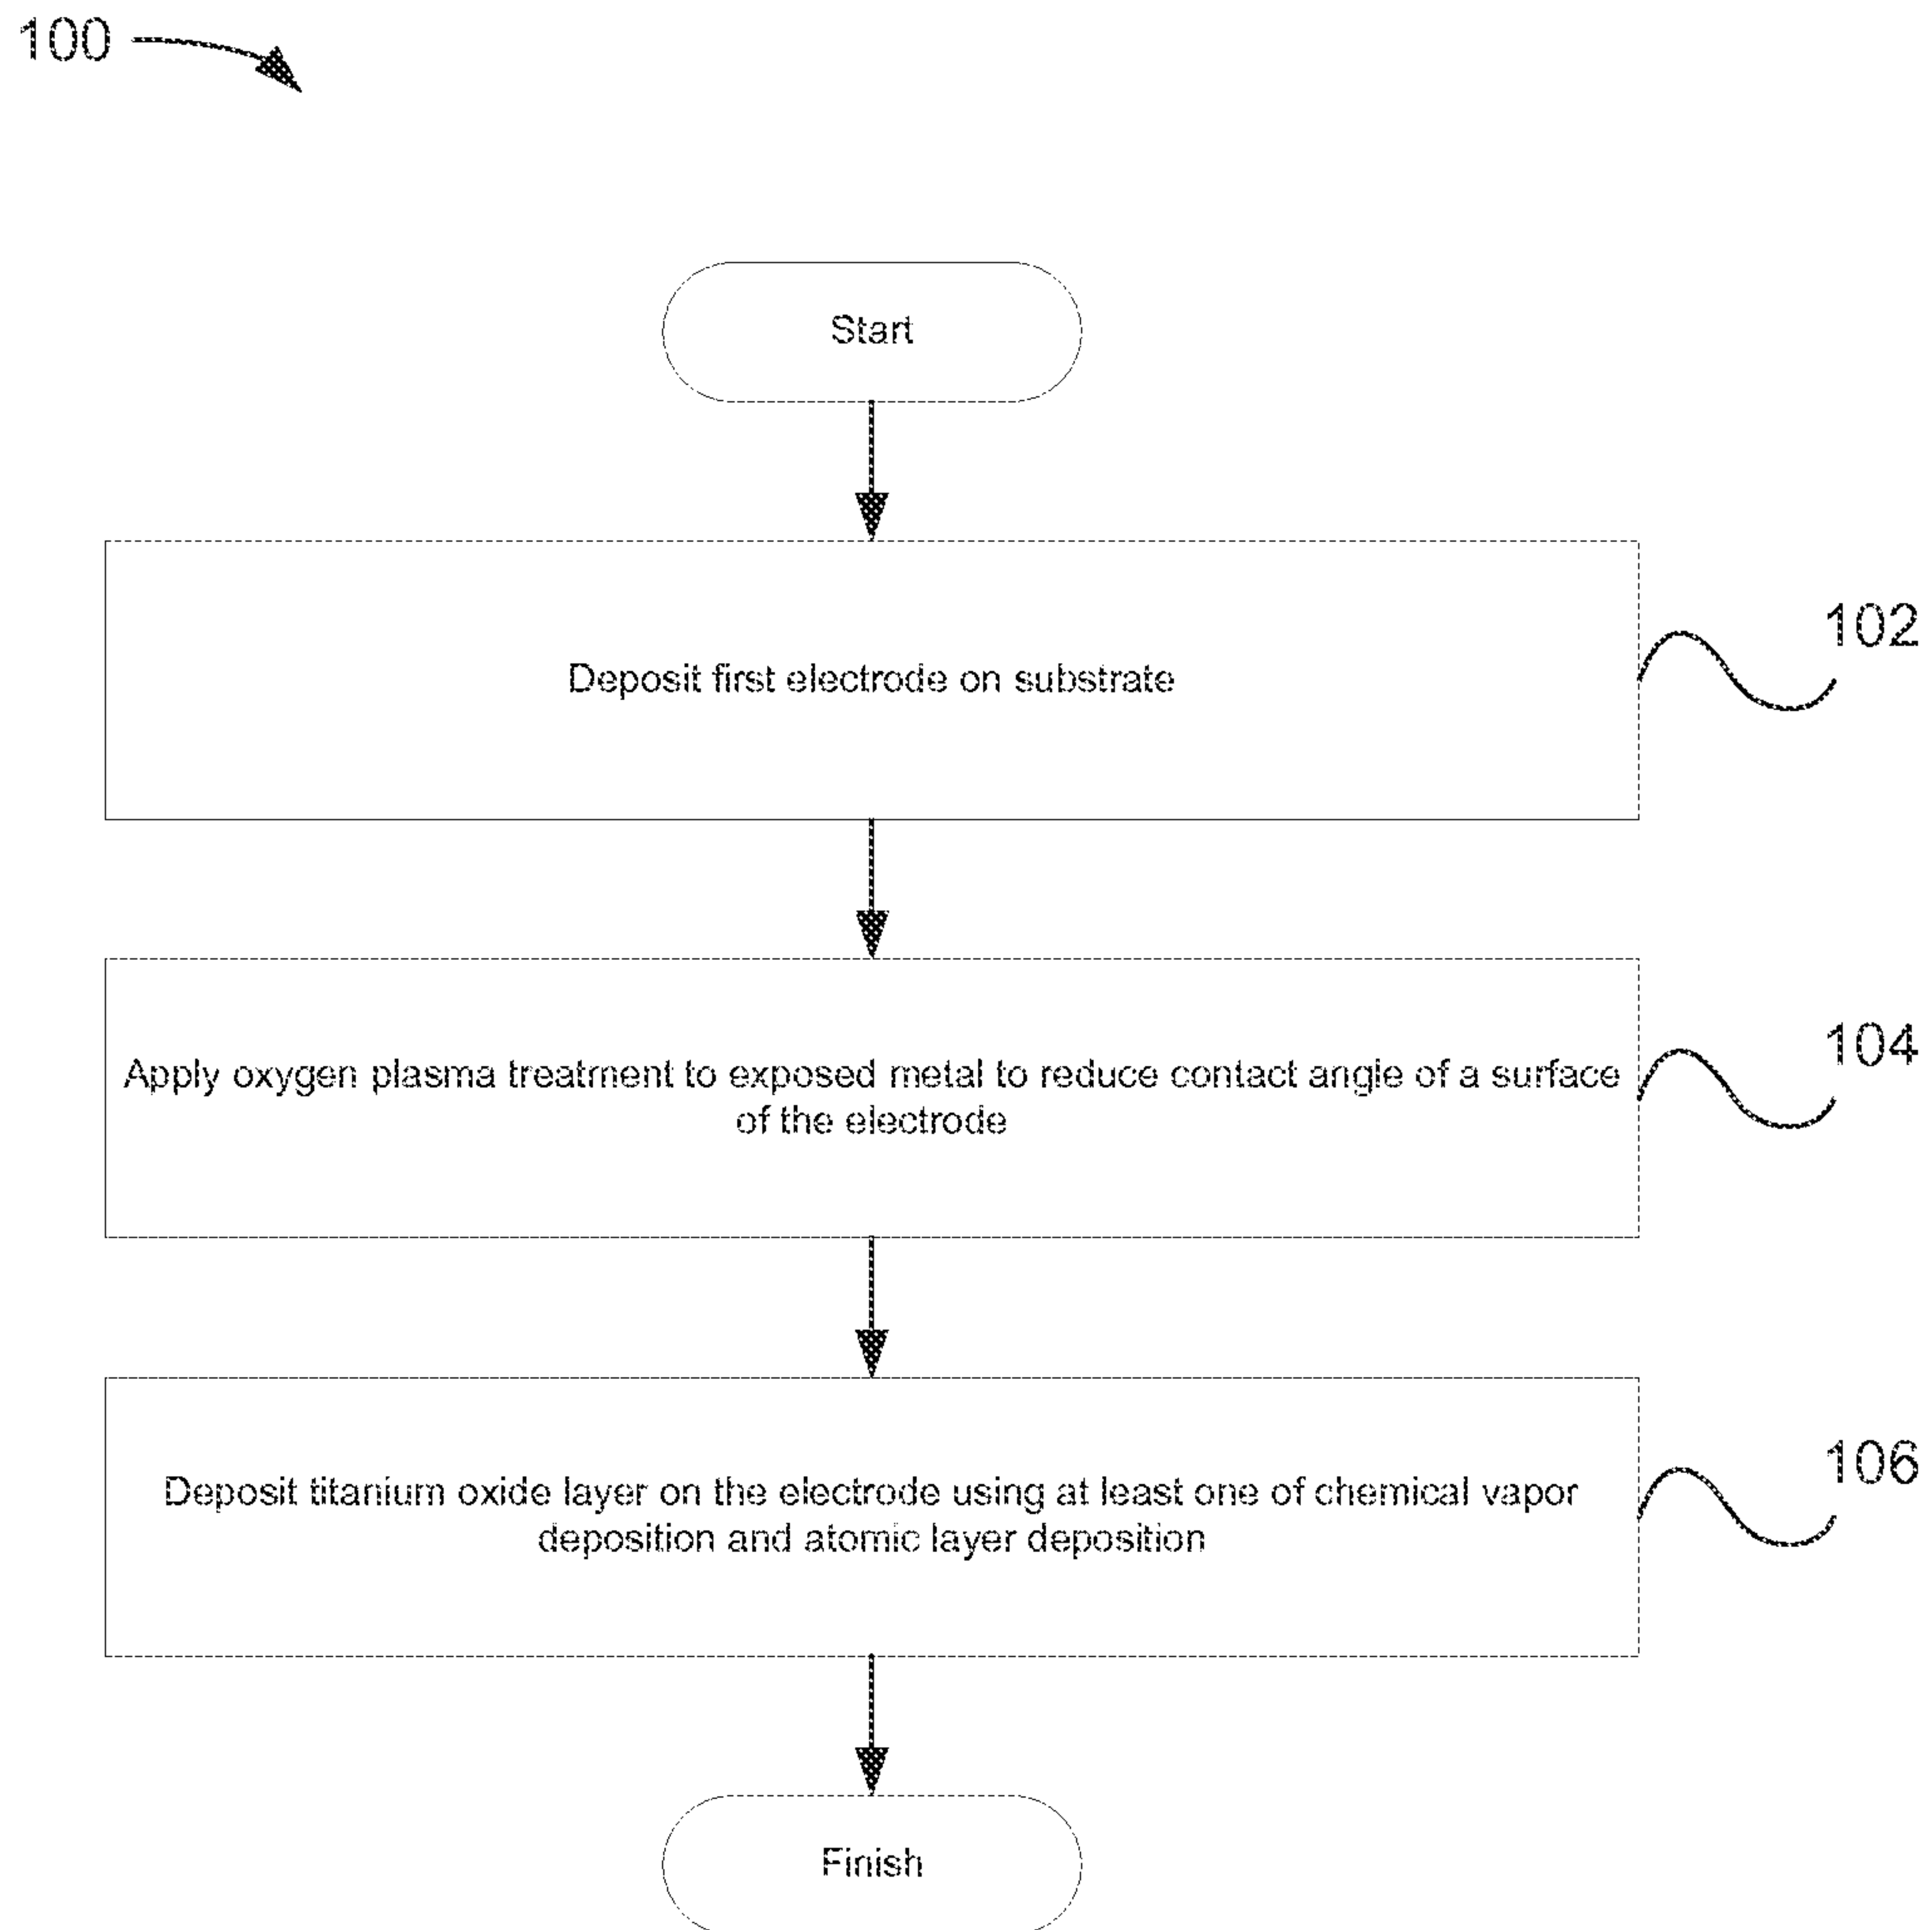 100
Start
Deposit first electrode on substrate
102
Apply oxygen plasma treatment to exposed metal to reduce contact angle of a surface
of the electrode
104
Deposit titanium oxide layer on the electrode using at least one of chemical vapor
deposition and atomic layer deposition
106
Finish